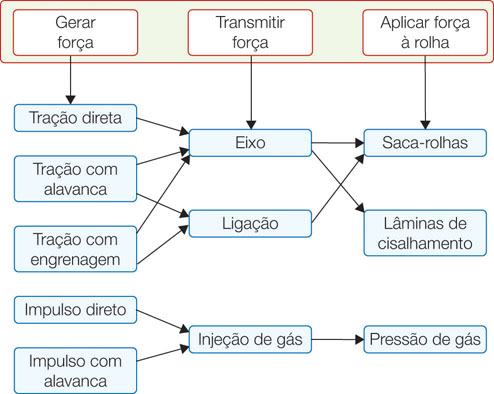 Gerar
força
Transmitir
força
Aplicar força
à rolha
Tração direta
Eixo
Saca-rolhas
Tração com
alavanca
Ligação
Lâminas de
cisalhamento
Tração com
engrenagem
Impulso direto
Injeção de gás
Pressão de gás
Impulso com
alavanca